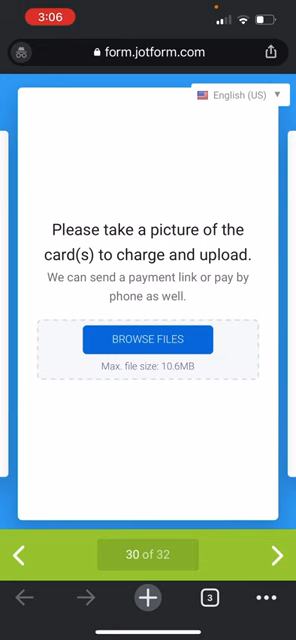 3:06
form.jotform.com
English (US) ▼
Please take a picture of the
card(s) to charge and upload.
We can send a payment link or pay by
phone as well.
BROWSE FILES
Max. file size: 10.6MB
30 of 32
3